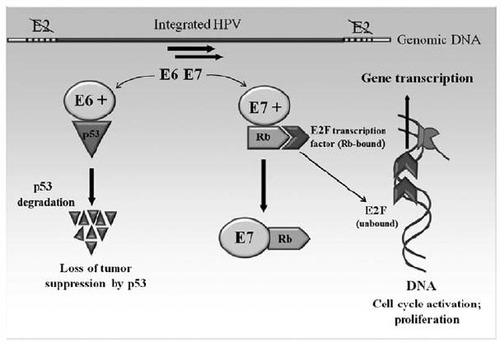 E2
Integrated HPV
E2
Genomic DNA
E6 E7
Gene transcription
E6 +
p53
E7 +
Rb
E2F transcription
factor (Rb-bound)
p53
degradation
E2F
(unbound)
E7
Rb
Loss of tumor
suppression by p53
DNA
Cell cycle activation;
proliferation